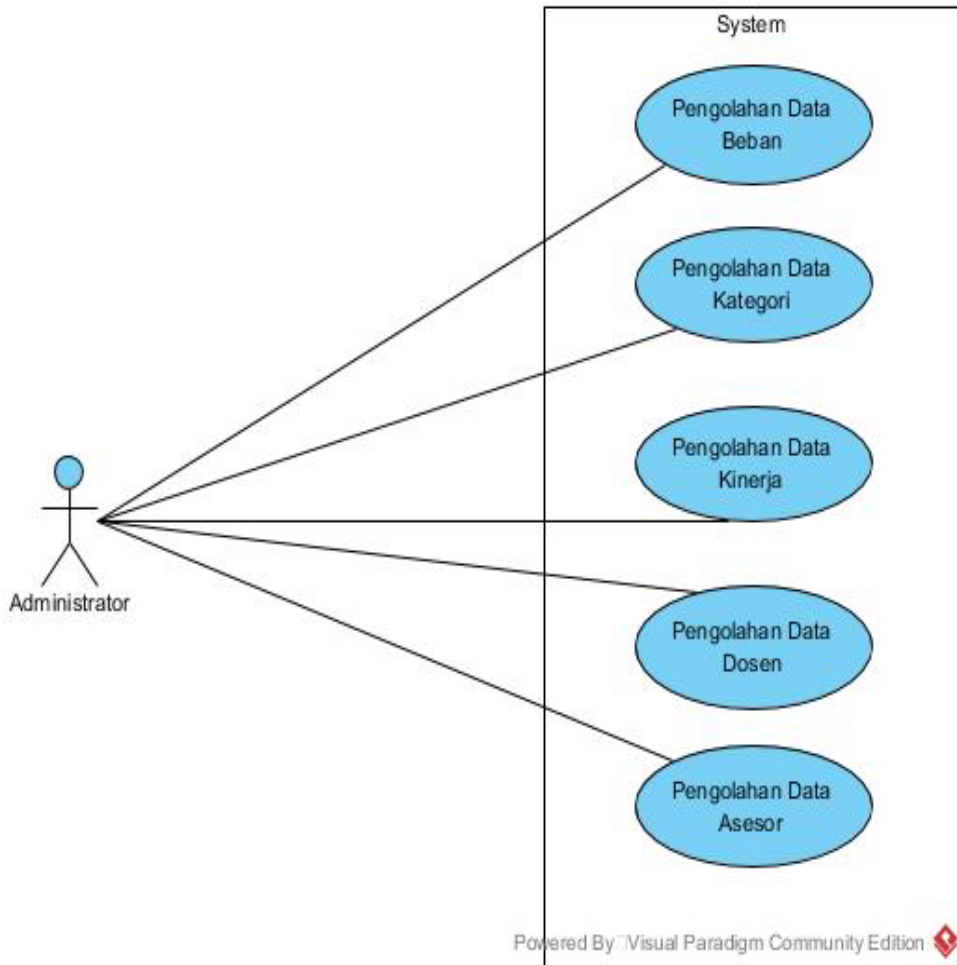 System
Pengolahan Data
Beban
Pengolahan Data
Kategori
Pengolahan Data
Kinerja
Administrator
Pengolahan Data
Dosen
Pengolahan Data
Asesor
Powered By Visual Paradigm Community Edition